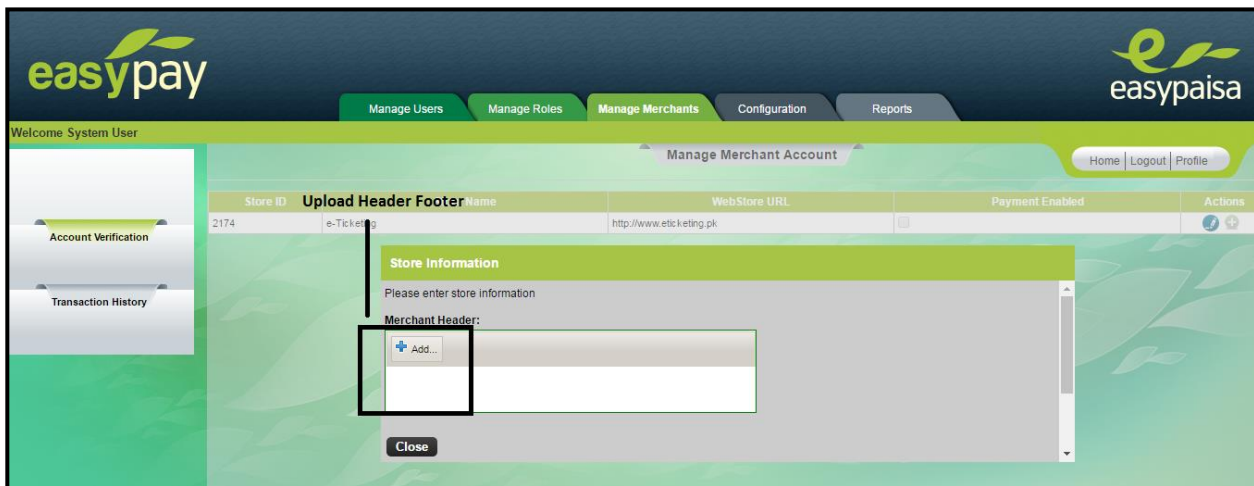 easypay
easypaisa
Manage Users Manage Roles Manage Merchants Configuration Reports
Welcome System User
Manage Merchant Account
Home | Logout | Profile
Store ID Upload Header Footer Name WebStore URL Payment Enabled Actions
2174 e-Ticketing http://www.eticketing.pk
Account Verification
Store Information
Please enter store information
Transaction History
Merchant Header:
Add...
Close